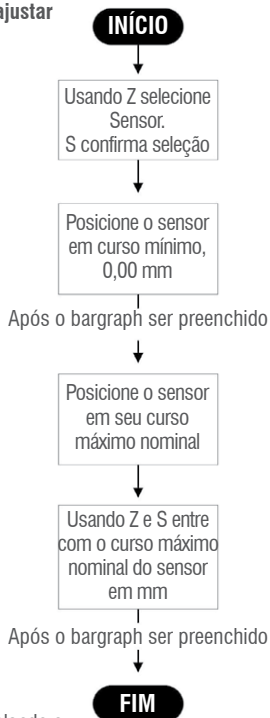 ajustar
INÍCIO
Usando Z selecione
Sensor.
S confirma seleção
Posicione o sensor
em curso mínimo,
0,00 mm
Após o bargraph ser preenchido
Posicione o sensor
em seu curso
máximo nominal
Usando Z e S entre
com o curso máximo
nominal do sensor
em mm
Após o bargraph ser preenchido
FIM